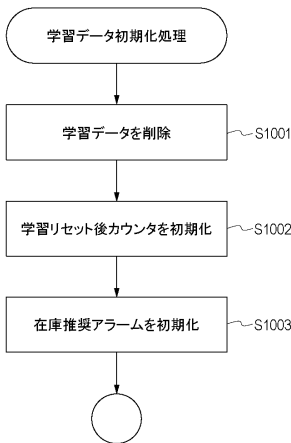 学習データ初期化処理
学習データを削除
S1001
学習リセット後カウンタを初期化
S1002
在庫推奨アラームを初期化
S1003